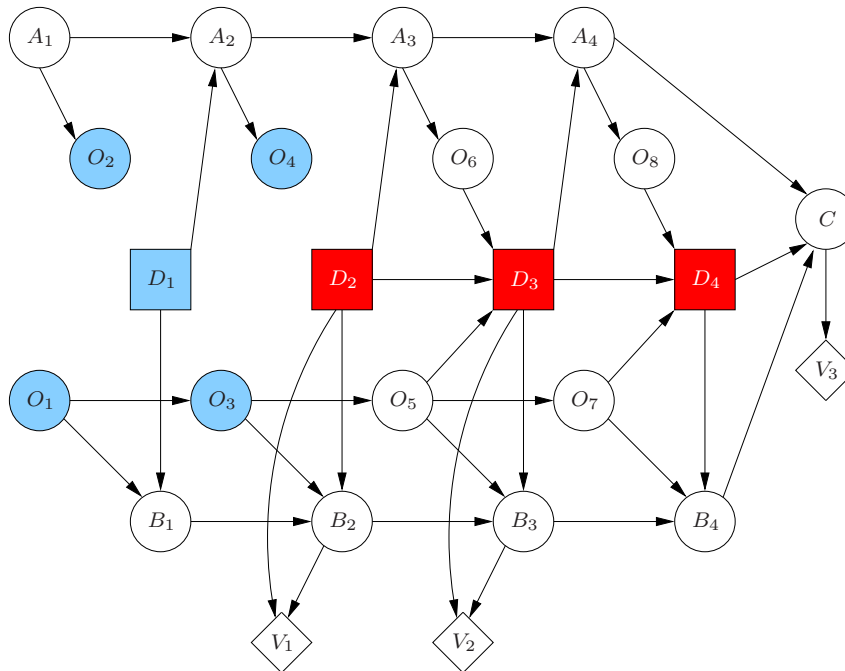 A1 A2 A3 A4
O2 O4 O6 O8
C
D1 D2 D3 D4
V3
O1 O3 O5 O7
B1 B2 B3 B4
V1 V2